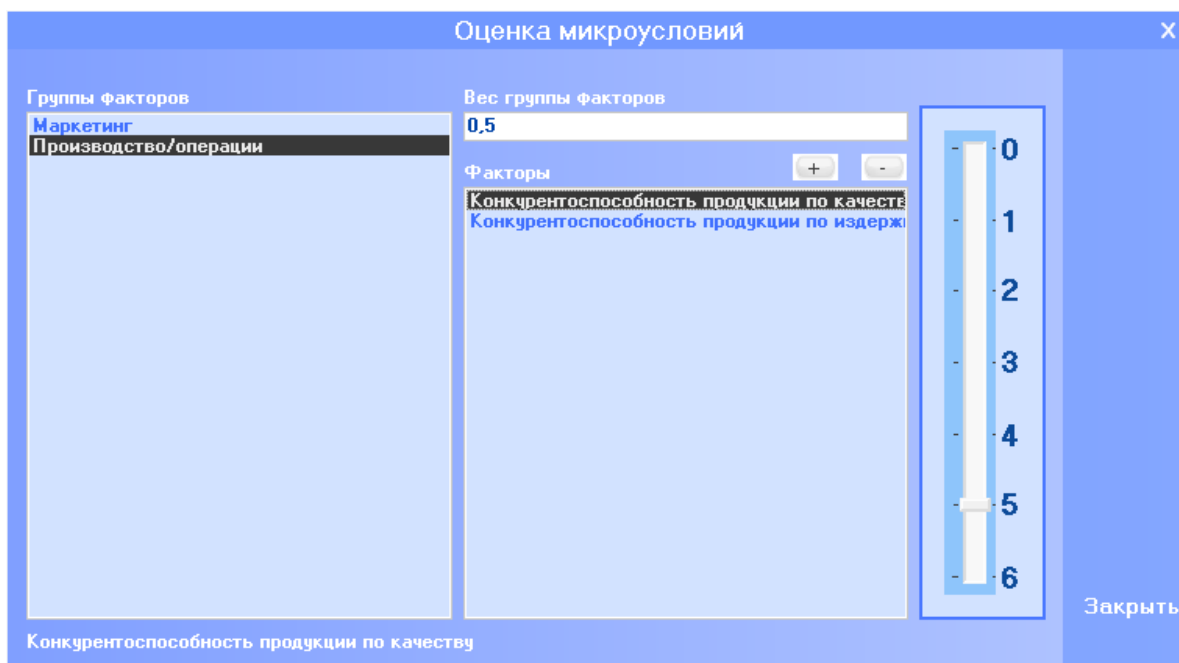 Оценка микроусловий X
Группы факторов
Маркетинг
Производство/операции
Вес группы факторов
0,5
Факторы
+ -
Конкурентоспособность продукции по качеств
Конкурентоспособность продукции по издерж
0
1
2
3
4
5
6
Закрыть
Конкурентоспособность продукции по качеству